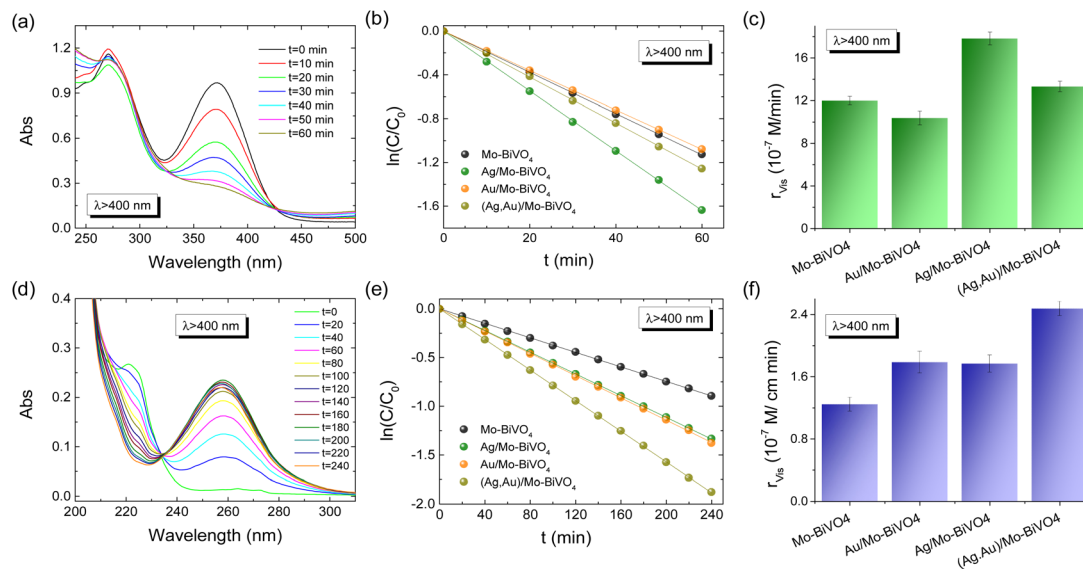 (a)
Abs
1.2
0.9
0.6
0.3
0.0
t=0 min
t=10 min
t=20 min
t=30 min
t=40 min
t=50 min
t=60 min
λ>400 nm
250 300 350 400 450 500
Wavelength (nm)
(b)
ln(C/C₀)
0.0
-0.4
-0.8
-1.2
-1.6
λ>400 nm
Mo-BiVO₄
Ag/Mo-BiVO₄
Au/Mo-BiVO₄
(Ag,Au)/Mo-BiVO₄
0 10 20 30 40 50 60
t (min)
(c)
r_Vis (10⁻⁷ M/min)
18
15
12
9
6
λ>400 nm
Mo-BiVO4
Au/Mo-BiVO4
Ag/Mo-BiVO4
(Ag,Au)/Mo-BiVO4
(d)
Abs
0.4
0.3
0.2
0.1
0.0
λ>400 nm
t=0
t=20
t=40
t=60
t=80
t=100
t=120
t=140
t=160
t=180
t=200
t=220
t=240
200 220 240 260 280 300
Wavelength (nm)
(e)
ln(C/C₀)
0.0
-0.5
-1.0
-1.5
-2.0
λ>400 nm
Mo-BiVO₄
Ag/Mo-BiVO₄
Au/Mo-BiVO₄
(Ag,Au)/Mo-BiVO₄
0 40 80 120 160 200 240
t (min)
(f)
r_Vis (10⁻⁷ M/ cm min)
2.4
1.6
0.8
0.0
λ>400 nm
Mo-BiVO4
Au/Mo-BiVO4
Ag/Mo-BiVO4
(Ag,Au)/Mo-BiVO4